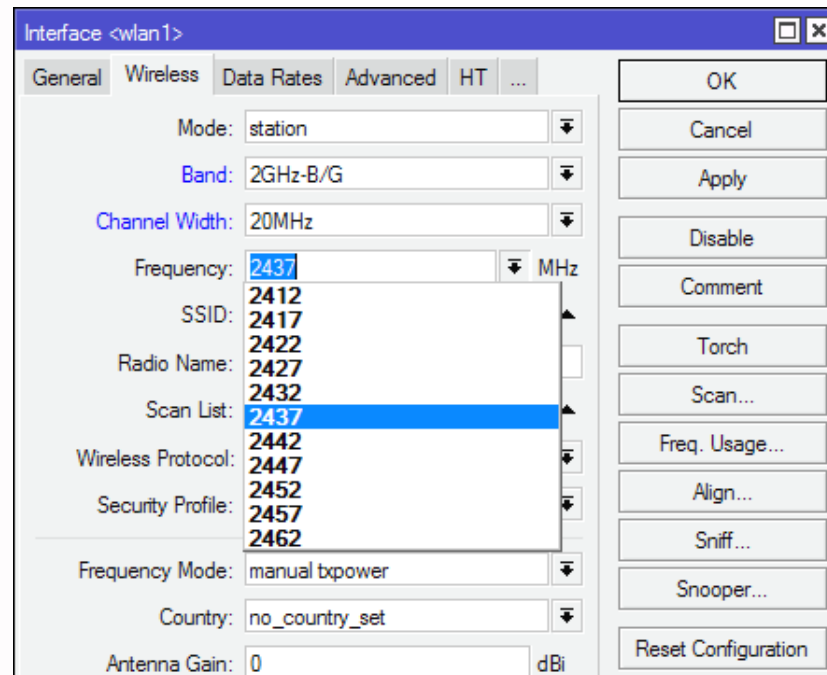 Interface <wlan1>
General Wireless Data Rates Advanced HT ...
Mode: station
Band: 2GHz-B/G
Channel Width: 20MHz
Frequency: 2437 MHz
2412
2417
2422
2427
2432
2437
2442
2447
2452
2457
2462
SSID:
Radio Name:
Scan List:
Wireless Protocol:
Security Profile:
Frequency Mode: manual txpower
Country: no_country_set
Antenna Gain: 0 dBi
OK
Cancel
Apply
Disable
Comment
Torch
Scan...
Freq. Usage...
Align...
Sniff...
Snooper...
Reset Configuration